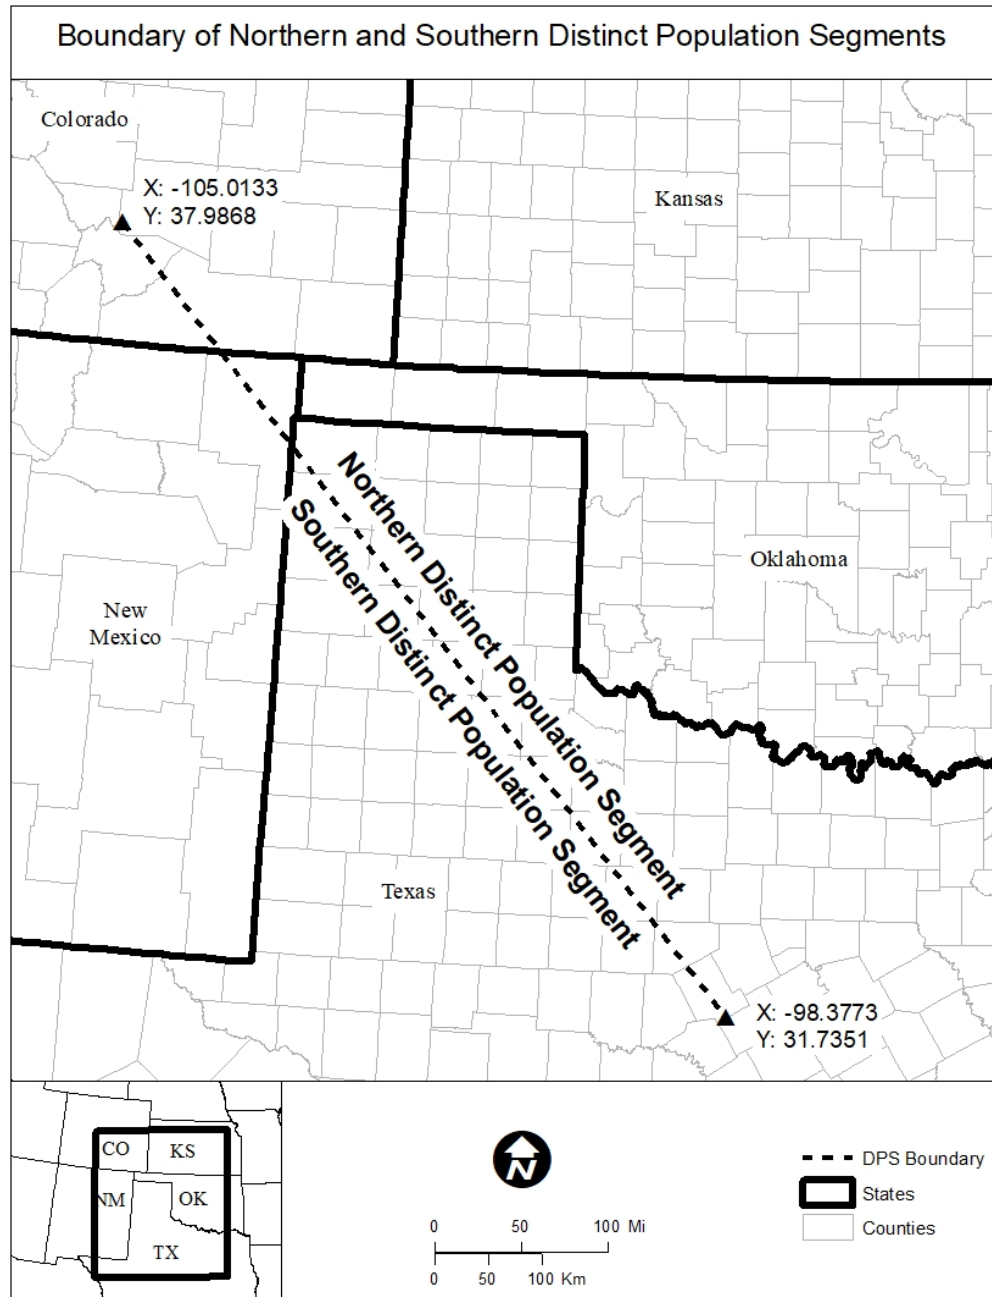 Boundary of Northern and Southern Distinct Population Segments
Colorado
X: -105.0133
Y: 37.9868
Kansas
Northern Distinct Population Segment
Southern Distinct Population Segment
Oklahoma
New
Mexico
Texas
X: -98.3773
Y: 31.7351
CO
KS
NM
OK
TX
N
0 50 100 Mi
0 50 100 Km
DPS Boundary
States
Counties